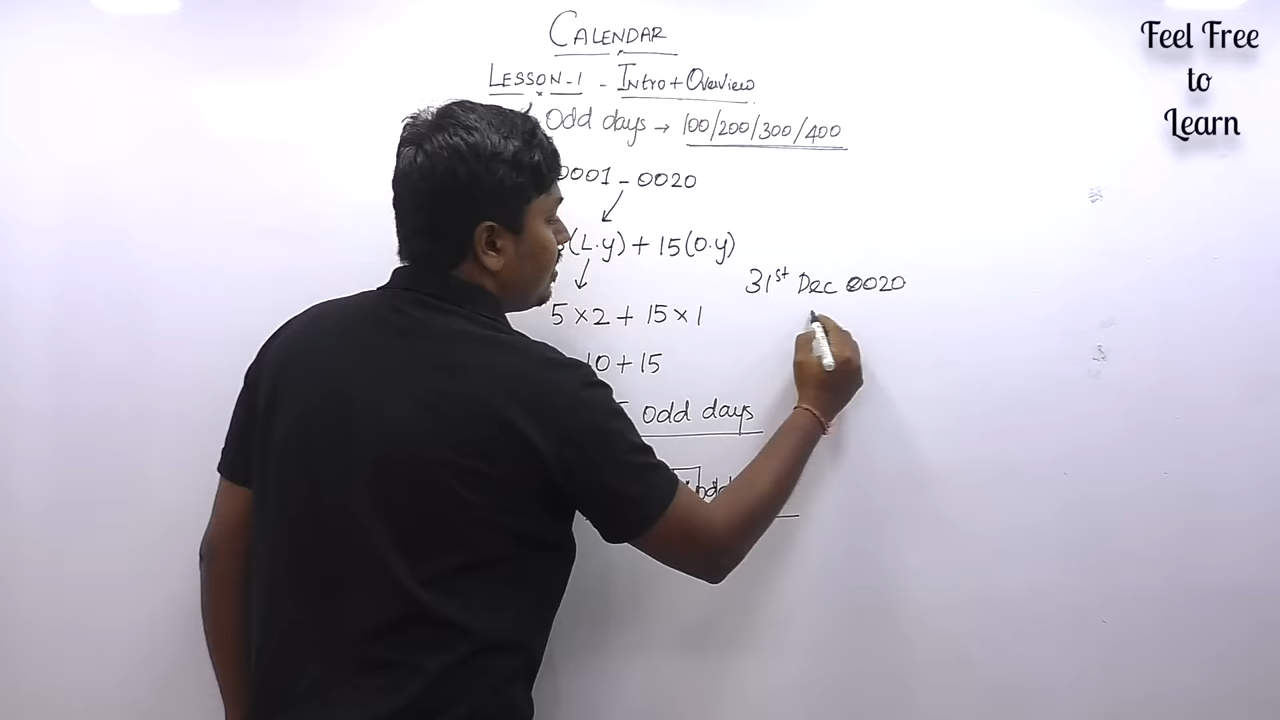 CALENDAR
LESSON-1 - Intro + Overview
Odd days → 100/200/300/400
0001 - 0020
(L.y) + 15(O.y)
31st Dec 0020
5 × 2 + 15 × 1
10 + 15
odd days
Feel Free
to
Learn